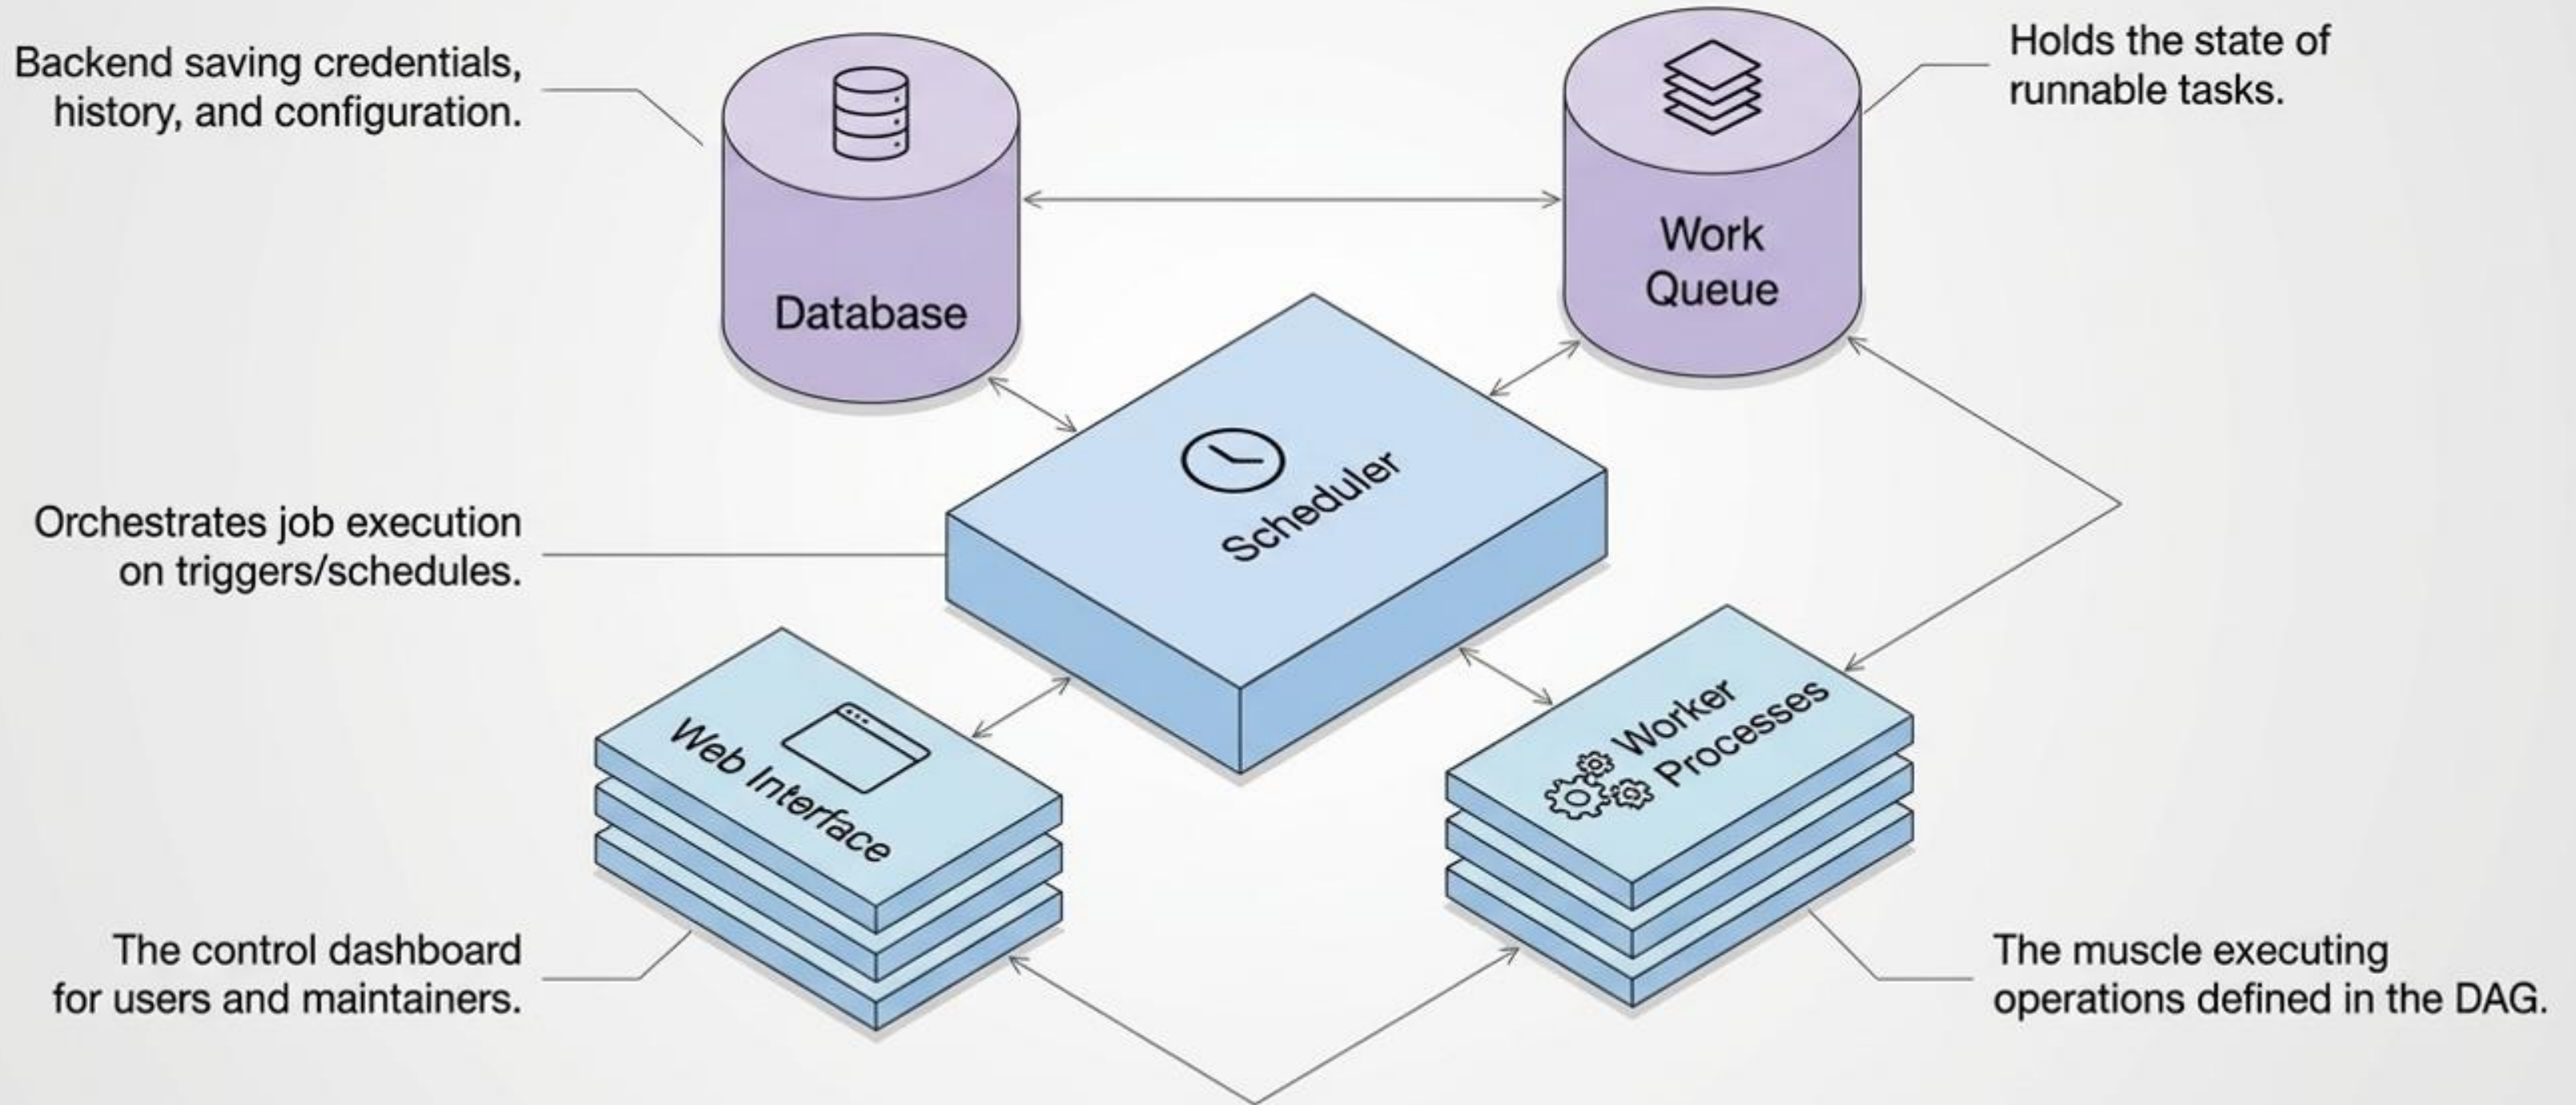 Backend saving credentials,
history, and configuration.
Database
Work
Queue
Holds the state of
runnable tasks.
Orchestrates job execution
on triggers/schedules.
Scheduler
Web Interface
Worker
Processes
The control dashboard
for users and maintainers.
The muscle executing
operations defined in the DAG.